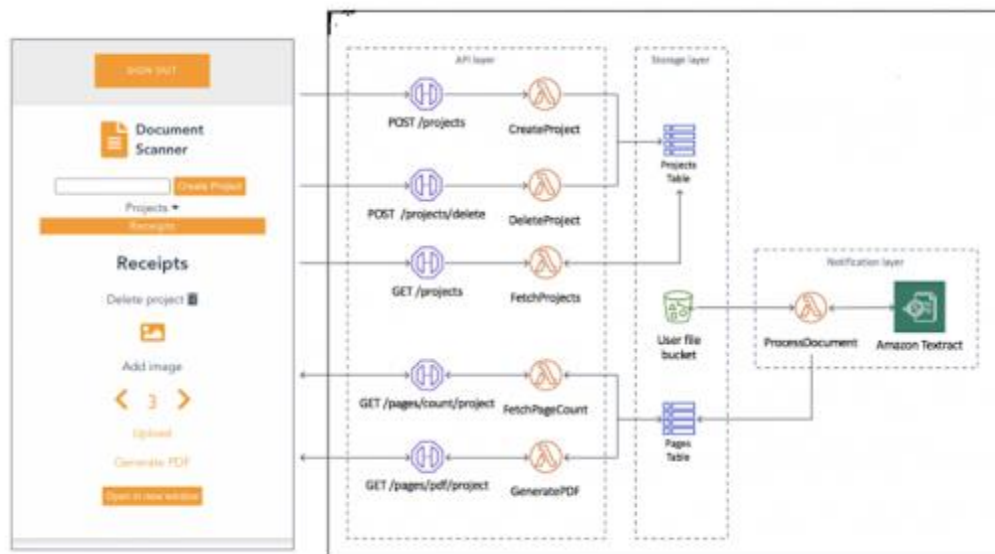 SIGN OUT
Document
Scanner
Create Project
Projects
Receipts
Receipts
Delete project
Add image
3
Upload
Generate PDF
Open in new window
API layer
POST /projects
CreateProject
POST /projects/delete
DeleteProject
GET /projects
FetchProjects
GET /pages/count/project
FetchPageCount
GET /pages/pdf/project
GeneratePDF
Storage layer
Projects
Table
User file
bucket
Pages
Table
Notification layer
ProcessDocument
Amazon Textract